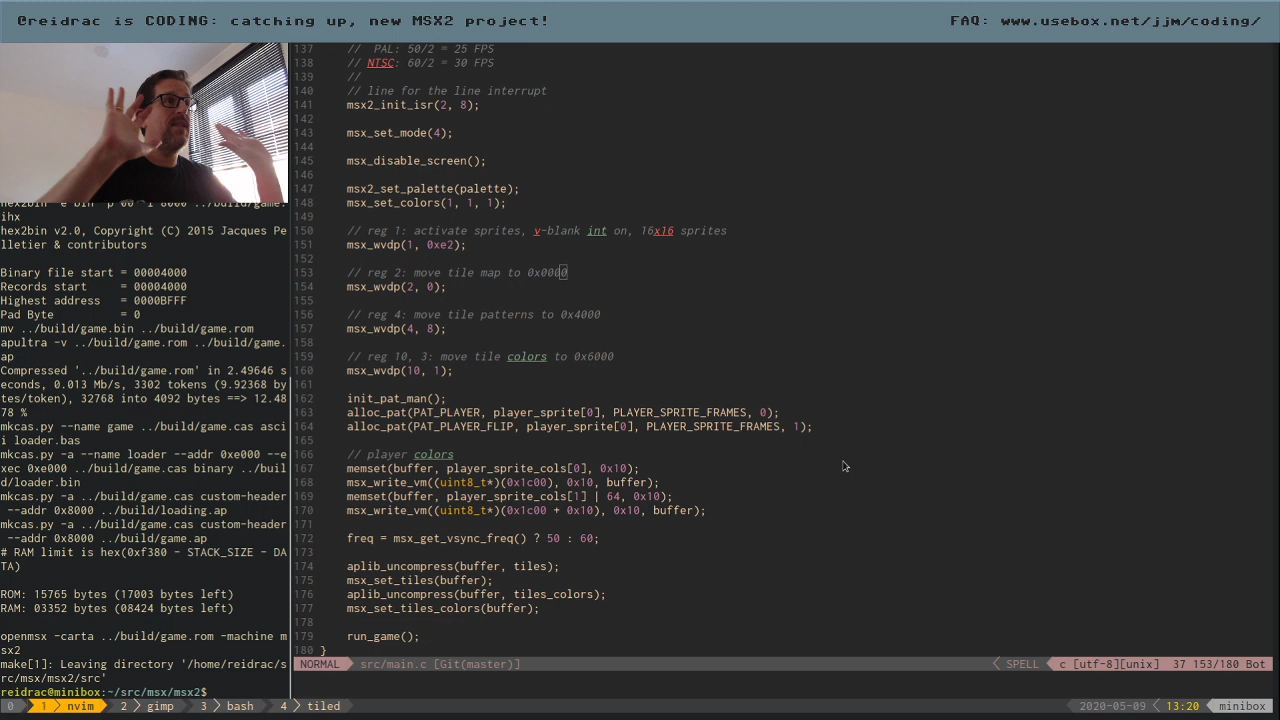 @reidrac is CODING: catching up, new MSX2 project!
FAQ: www.usebox.net/jjm/coding/
ihx
hex2bin v2.0, Copyright (C) 2015 Jacques Pe
lletier & contributors
Binary file start = 00004000
Records start     = 00004000
Highest address   = 0000BFFF
Pad Byte          = 0
mv ../build/game.bin ../build/game.rom
apultra -v ../build/game.rom ../build/game.
ap
Compressed '../build/game.rom' in 2.49646 s
econds, 0.013 Mb/s, 3302 tokens (9.92368 by
tes/token), 32768 into 4092 bytes ==> 12.48
78 %
mkcas.py --name game ../build/game.cas asci
i loader.bas
mkcas.py -a --name loader --addr 0xe000 --e
xec 0xe000 ../build/game.cas binary ../buil
d/loader.bin
mkcas.py -a ../build/game.cas custom-header
 --addr 0x8000 ../build/loading.ap
mkcas.py -a ../build/game.cas custom-header
 --addr 0x8000 ../build/game.ap
# RAM limit is hex(0xf380 - STACK_SIZE - DA
TA)
ROM: 15765 bytes (17003 bytes left)
RAM: 03352 bytes (08424 bytes left)
openmsx -carta ../build/game.rom -machine m
sx2
make[1]: Leaving directory '/home/reidrac/s
rc/msx/msx2/src'
reidrac@minibox:~/src/msx/msx2$
137 //  PAL: 50/2 = 25 FPS
138 // NTSC: 60/2 = 30 FPS
139 //
140 // line for the line interrupt
141 msx2_init_isr(2, 8);
142
143 msx_set_mode(4);
144
145 msx_disable_screen();
146
147 msx2_set_palette(palette);
148 msx_set_colors(1, 1, 1);
149
150 // reg 1: activate sprites, v-blank int on, 16x16 sprites
151 msx_wvdp(1, 0xe2);
152
153 // reg 2: move tile map to 0x0000
154 msx_wvdp(2, 0);
155
156 // reg 4: move tile patterns to 0x4000
157 msx_wvdp(4, 8);
158
159 // reg 10, 3: move tile colors to 0x6000
160 msx_wvdp(10, 1);
161
162 init_pat_man();
163 alloc_pat(PAT_PLAYER, player_sprite[0], PLAYER_SPRITE_FRAMES, 0);
164 alloc_pat(PAT_PLAYER_FLIP, player_sprite[0], PLAYER_SPRITE_FRAMES, 1);
165
166 // player colors
167 memset(buffer, player_sprite_cols[0], 0x10);
168 msx_write_vm((uint8_t*)(0x1c00), 0x10, buffer);
169 memset(buffer, player_sprite_cols[1] | 64, 0x10);
170 msx_write_vm((uint8_t*)(0x1c00 + 0x10), 0x10, buffer);
171
172 freq = msx_get_vsync_freq() ? 50 : 60;
173
174 aplib_uncompress(buffer, tiles);
175 msx_set_tiles(buffer);
176 aplib_uncompress(buffer, tiles_colors);
177 msx_set_tiles_colors(buffer);
178
179 run_game();
180 }
NORMAL src/main.c [Git(master)] SPELL c [utf-8][unix] 37 153/180 Bot
0 1 nvim 2 gimp 3 bash 4 tiled 2020-05-09 13:20 minibox